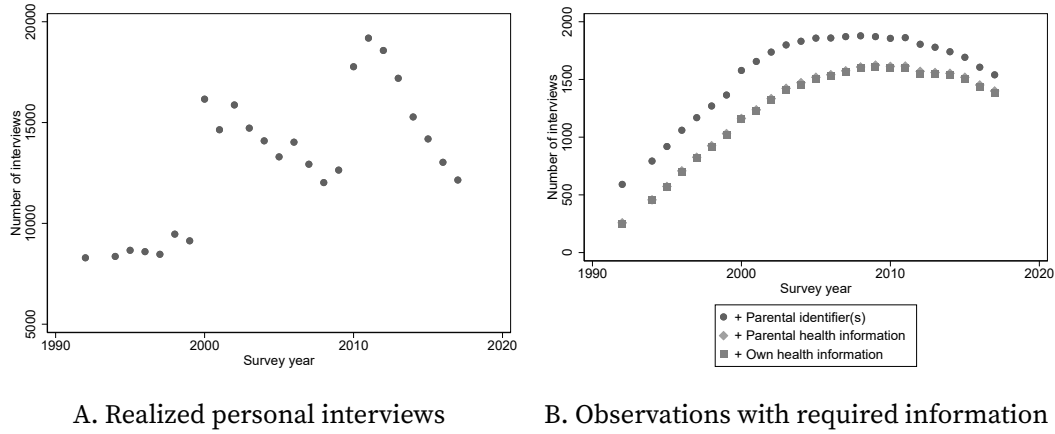 20000
15000
10000
5000
Number of interviews
1990
2000
2010
2020
Survey year
A. Realized personal interviews
2000
1500
1000
500
0
Number of interviews
1990
2000
2010
2020
Survey year
+ Parental identifier(s)
+ Parental health information
+ Own health information
B. Observations with required information